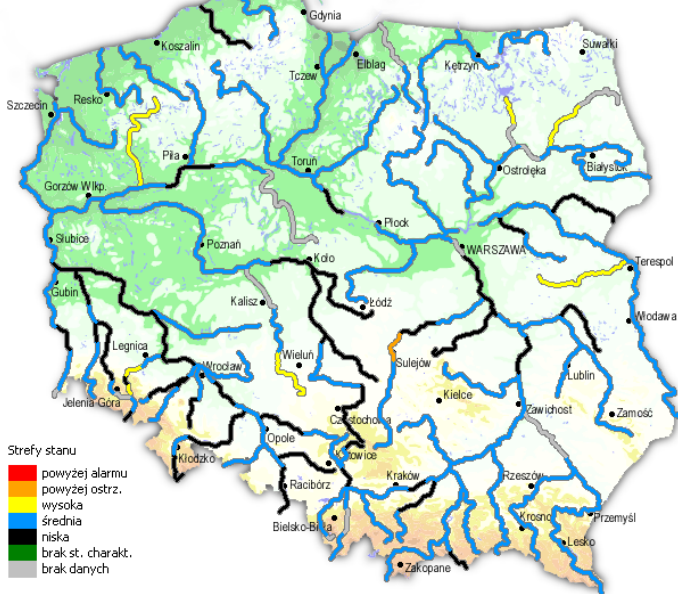 Gdynia
Koszalin
Suwałki
Elbląg
Kętrzyn
Tczew
Resko
Szczecin
Piła
Toruń
Ostrołęka
Białystok
Gorzów Wlkp.
Płock
Słubice
Poznań
WARSZAWA
Koło
Terespol
Gubin
Kalisz
Łódź
Włodawa
Legnica
Wieluń
Sulejów
Wrocław
Lublin
Jelenia Góra
Kielce
Zawichost
Zamość
Częstochowa
Opole
Strefy stanu
Kłodzko
Katowice
powyżej alarmu
Racibórz
Kraków
Rzeszów
powyżej ostrz.
wysoka
średnia
Bielsko-Biała
Krosno
Przemyśl
niska
Lesko
brak st. charakt.
Zakopane
brak danych